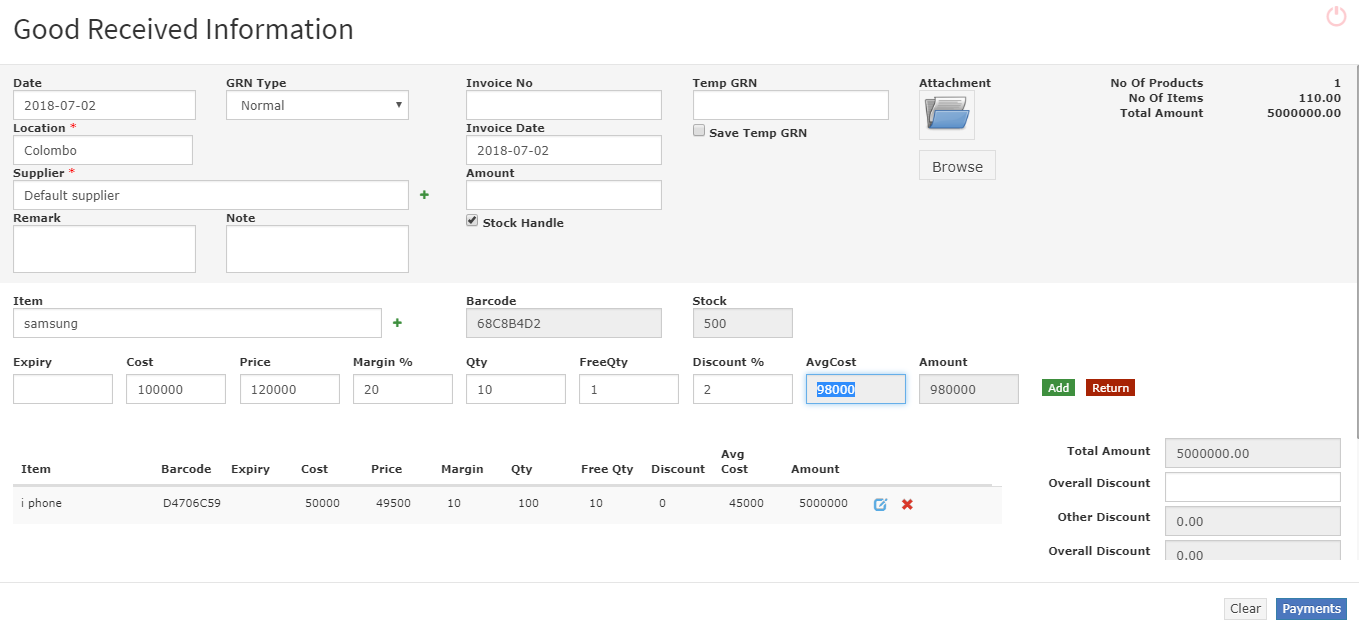 Good Received Information
Date
GRN Type
Invoice No
Temp GRN
Attachment
No Of Products 1
2018-07-02
Normal
No Of Items 110.00
Total Amount 5000000.00
Location *
Invoice Date
Save Temp GRN
Colombo
2018-07-02
Browse
Supplier *
Amount
Default supplier
Remark
Note
Stock Handle
Item
Barcode
Stock
samsung
68C8B4D2
500
Expiry Cost Price Margin % Qty FreeQty Discount % AvgCost Amount
100000 120000 20 10 1 2 98000 980000 Add Return
Item Barcode Expiry Cost Price Margin Qty Free Qty Discount Avg Cost Amount
i phone D4706C59 50000 49500 10 100 10 0 45000 5000000
Total Amount 5000000.00
Overall Discount
Other Discount 0.00
Overall Discount 0.00
Clear Payments